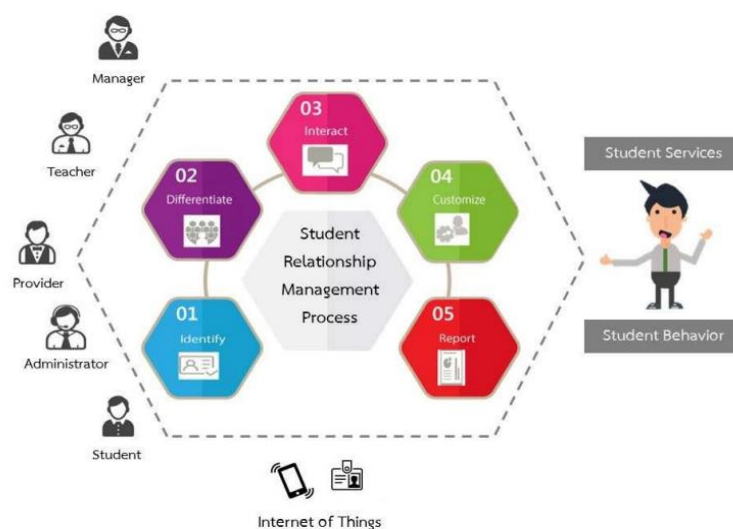 Manager
Teacher
Provider
Administrator
Student
01
Identify
02
Differentiate
03
Interact
04
Customize
05
Report
Student
Relationship
Management
Process
Student Services
Student Behavior
Internet of Things